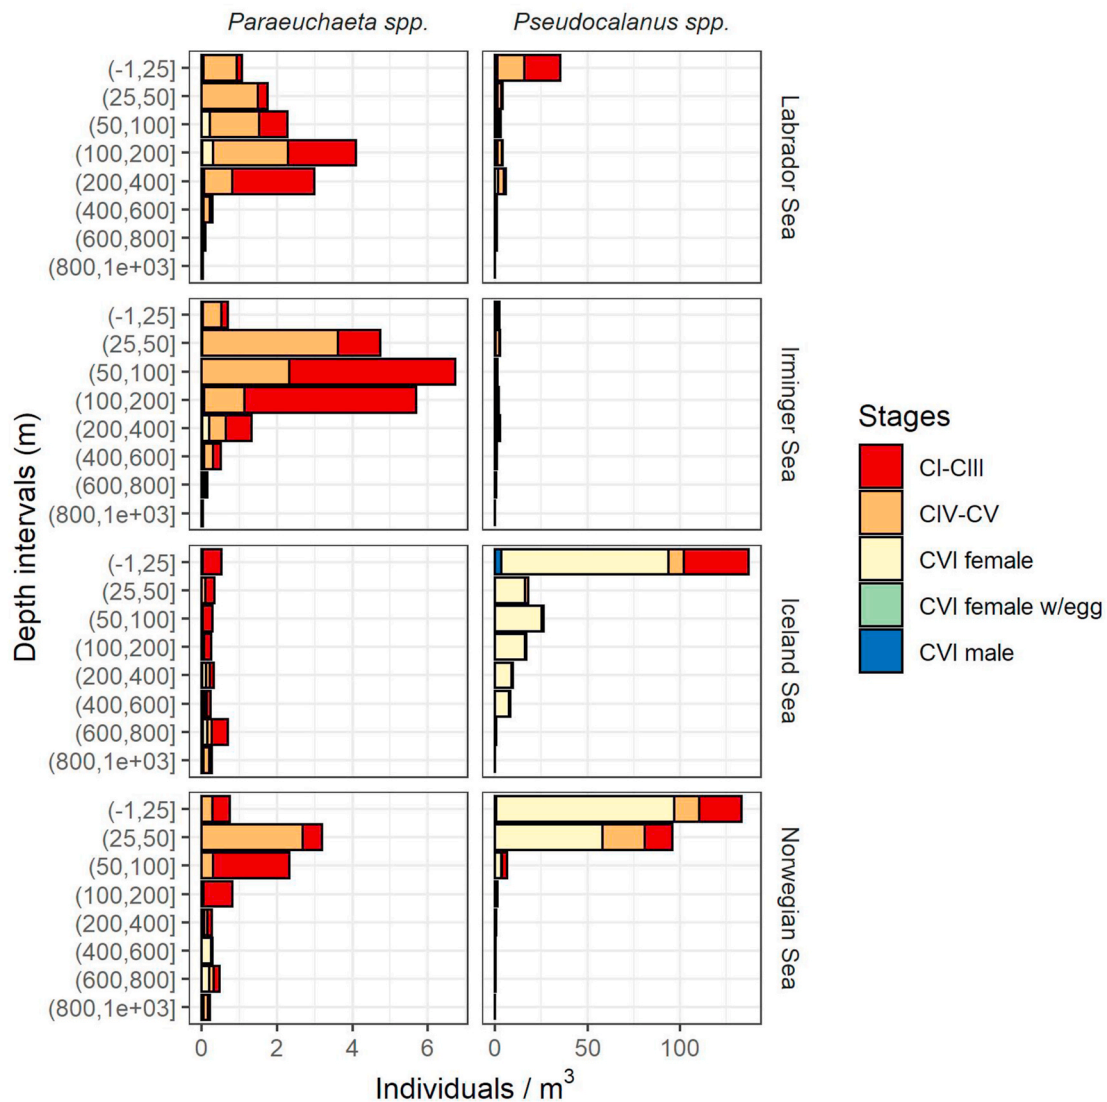 Paraeuchaeta spp.
Pseudocalanus spp.
(-1,25]
(25,50]
(50,100]
(100,200]
(200,400]
(400,600]
(600,800]
(800,1e+03]
Labrador Sea
(-1,25]
(25,50]
(50,100]
(100,200]
(200,400]
(400,600]
(600,800]
(800,1e+03]
Irminger Sea
(-1,25]
(25,50]
(50,100]
(100,200]
(200,400]
(400,600]
(600,800]
(800,1e+03]
Iceland Sea
(-1,25]
(25,50]
(50,100]
(100,200]
(200,400]
(400,600]
(600,800]
(800,1e+03]
Norwegian Sea
Depth intervals (m)
0 2 4 6
0 50 100
Individuals / m³
Stages
CI-CIII
CIV-CV
CVI female
CVI female w/egg
CVI male